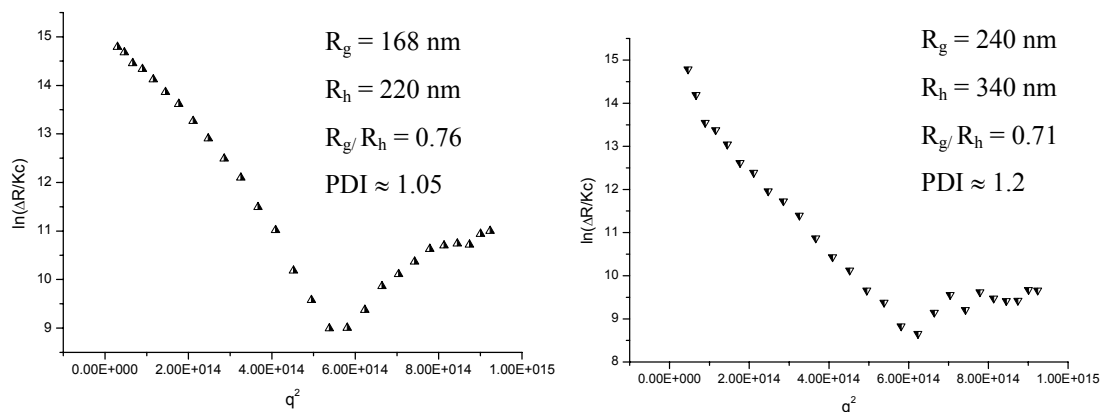 15
14
13
12
11
10
9
ln(ΔR/Kc)
0.00E+000 2.00E+014 4.00E+014 6.00E+014 8.00E+014 1.00E+015
q²
R_g = 168 nm
R_h = 220 nm
R_g/ R_h = 0.76
PDI ≈ 1.05
15
14
13
12
11
10
9
8
ln(ΔR/Kc)
0.00E+000 2.00E+014 4.00E+014 6.00E+014 8.00E+014 1.00E+015
q²
R_g = 240 nm
R_h = 340 nm
R_g/ R_h = 0.71
PDI ≈ 1.2